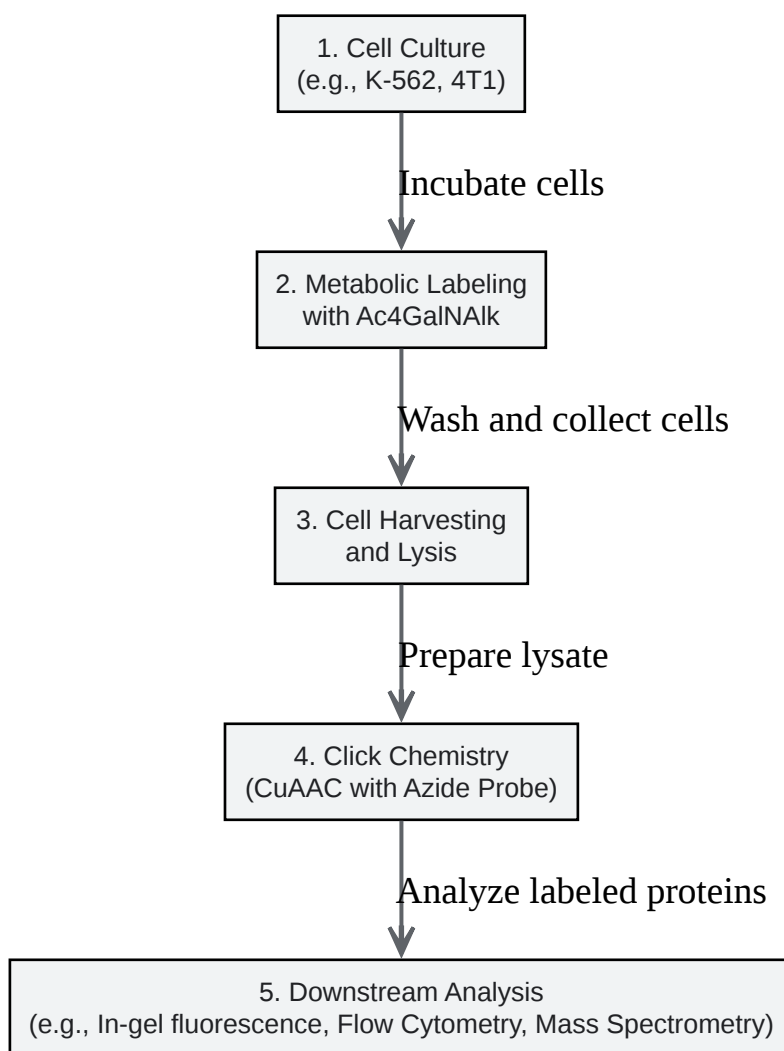 1. Cell Culture
(e.g., K-562, 4T1)
Incubate cells
2. Metabolic Labeling
with Ac4GalNAlk
Wash and collect cells
3. Cell Harvesting
and Lysis
Prepare lysate
4. Click Chemistry
(CuAAC with Azide Probe)
Analyze labeled proteins
5. Downstream Analysis
(e.g., In-gel fluorescence, Flow Cytometry, Mass Spectrometry)